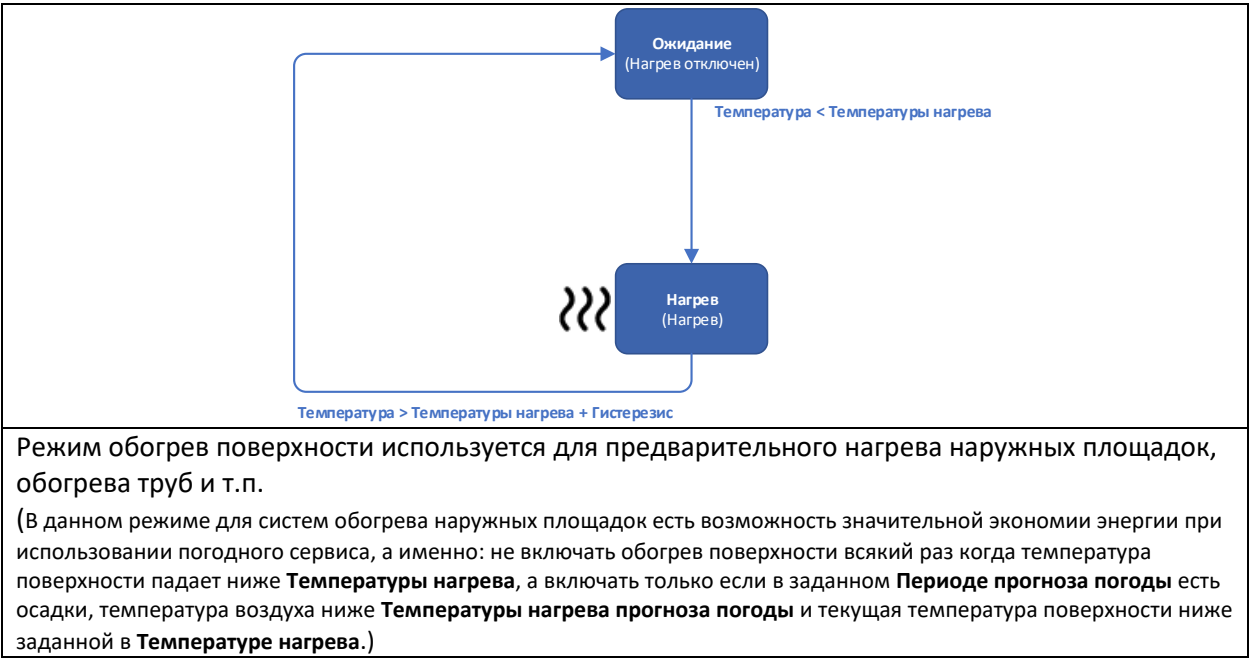 Ожидание
(Нагрев отключен)
Температура < Температуры нагрева
Нагрев
(Нагрев)
Температура > Температуры нагрева + Гистерезис
Режим обогрев поверхности используется для предварительного нагрева наружных площадок,
обогрева труб и т.п.
(В данном режиме для систем обогрева наружных площадок есть возможность значительной экономии энергии при
использовании погодного сервиса, а именно: не включать обогрев поверхности всякий раз когда температура
поверхности падает ниже Температуры нагрева, а включать только если в заданном Периоде прогноза погоды есть
осадки, температура воздуха ниже Температуры нагрева прогноза погоды и текущая температура поверхности ниже
заданной в Температуре нагрева.)